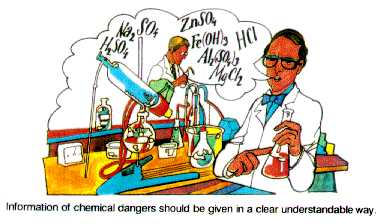 Na₂SO₄
H₂SO₄
ZnSO₄
Fe(OH)₃
HCl
Al₂(SO₄)₃
MgCl₂
Information of chemical dangers should be given in a clear understandable way.